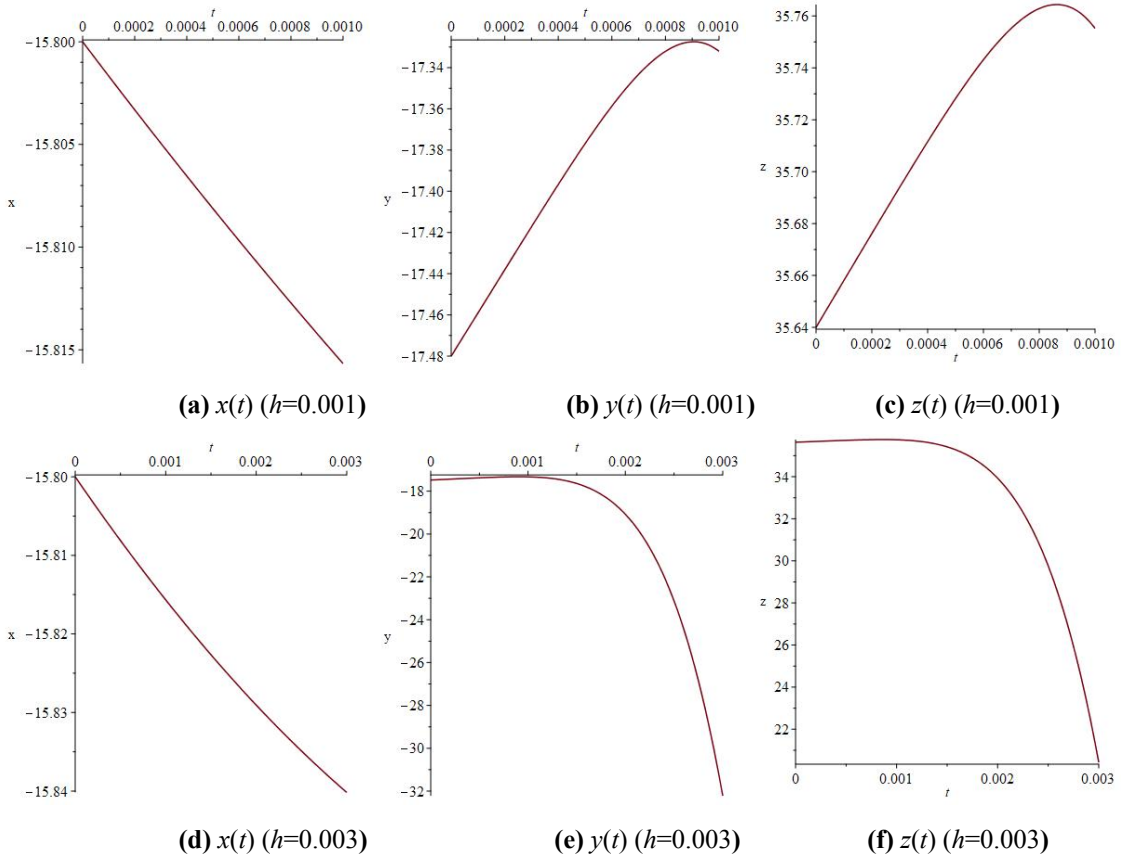 t
0 0.0002 0.0004 0.0006 0.0008 0.0010
−15.800
−15.805
x
−15.810
−15.815
t
0 0.0002 0.0004 0.0006 0.0008 0.0010
−17.34
−17.36
−17.38
y
−17.40
−17.42
−17.44
−17.46
−17.48
35.76
35.74
35.72
z
35.70
35.68
35.66
35.64
0 0.0002 0.0004 0.0006 0.0008 0.0010
t
(a) x(t) (h=0.001)
(b) y(t) (h=0.001)
(c) z(t) (h=0.001)
t
0 0.001 0.002 0.003
−15.80
−15.81
x
−15.82
−15.83
−15.84
t
0 0.001 0.002 0.003
−18
−20
−22
−24
y
−26
−28
−30
−32
34
32
30
z
28
26
24
22
0 0.001 0.002 0.003
t
(d) x(t) (h=0.003)
(e) y(t) (h=0.003)
(f) z(t) (h=0.003)